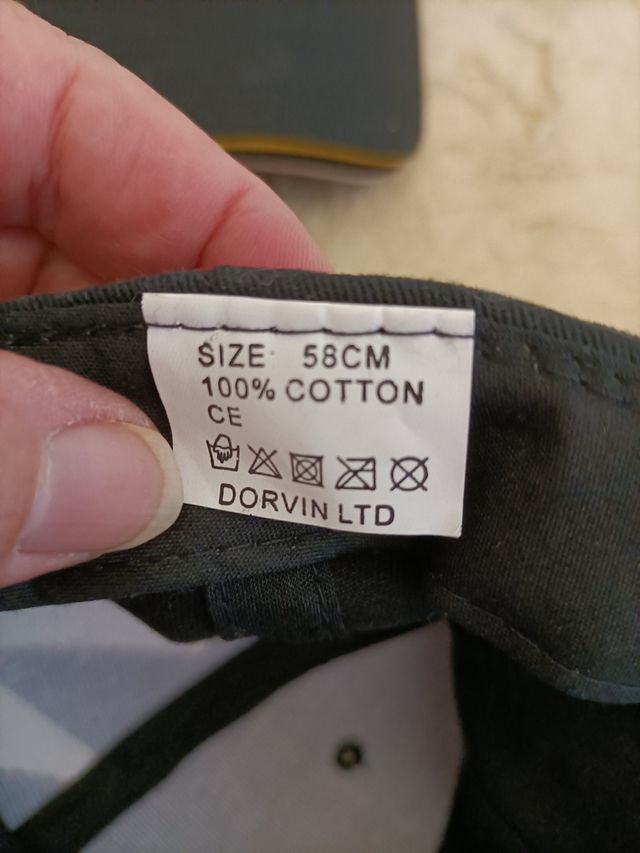 SIZE 58CM
100% COTTON
CE
DORVIN LTD